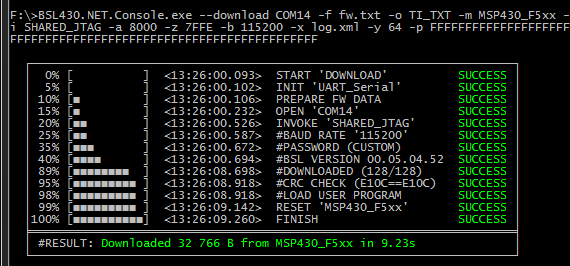 F:\>BSL430.NET.Console.exe --download COM14 -f fw.txt -o TI_TXT -m MSP430_F5xx -
i SHARED_JTAG -a 8000 -z 7FFE -b 115200 -x log.xml -y 64 -p FFFFFFFFFFFFFFFFFFFF
FFFFFFFFFFFFFFFFFFFFFFFFFFFFFFFFFFFFFFFFFFFF
0% [ ] <13:26:00.093> START 'DOWNLOAD' SUCCESS
5% [ ] <13:26:00.102> INIT 'UART_Serial' SUCCESS
10% [■ ] <13:26:00.106> PREPARE FW DATA SUCCESS
15% [■ ] <13:26:00.232> OPEN 'COM14' SUCCESS
20% [■■ ] <13:26:00.526> INVOKE 'SHARED_JTAG' SUCCESS
25% [■■ ] <13:26:00.587> #BAUD RATE '115200' SUCCESS
35% [■■■ ] <13:26:00.672> #PASSWORD (CUSTOM) SUCCESS
40% [■■■■ ] <13:26:00.694> #BSL VERSION 00.05.04.52 SUCCESS
89% [■■■■■■■■ ] <13:26:08.698> #DOWNLOADED (128/128) SUCCESS
96% [■■■■■■■■■ ] <13:26:08.881> #CRC CHECK (E10C==E10C) SUCCESS
98% [■■■■■■■■■ ] <13:26:08.918> #LOAD USER PROGRAM SUCCESS
99% [■■■■■■■■■ ] <13:26:09.142> RESET 'MSP430_F5xx' SUCCESS
100% [■■■■■■■■■■] <13:26:09.260> FINISH SUCCESS
#RESULT: Downloaded 32 766 B from MSP430_F5xx in 9.23s